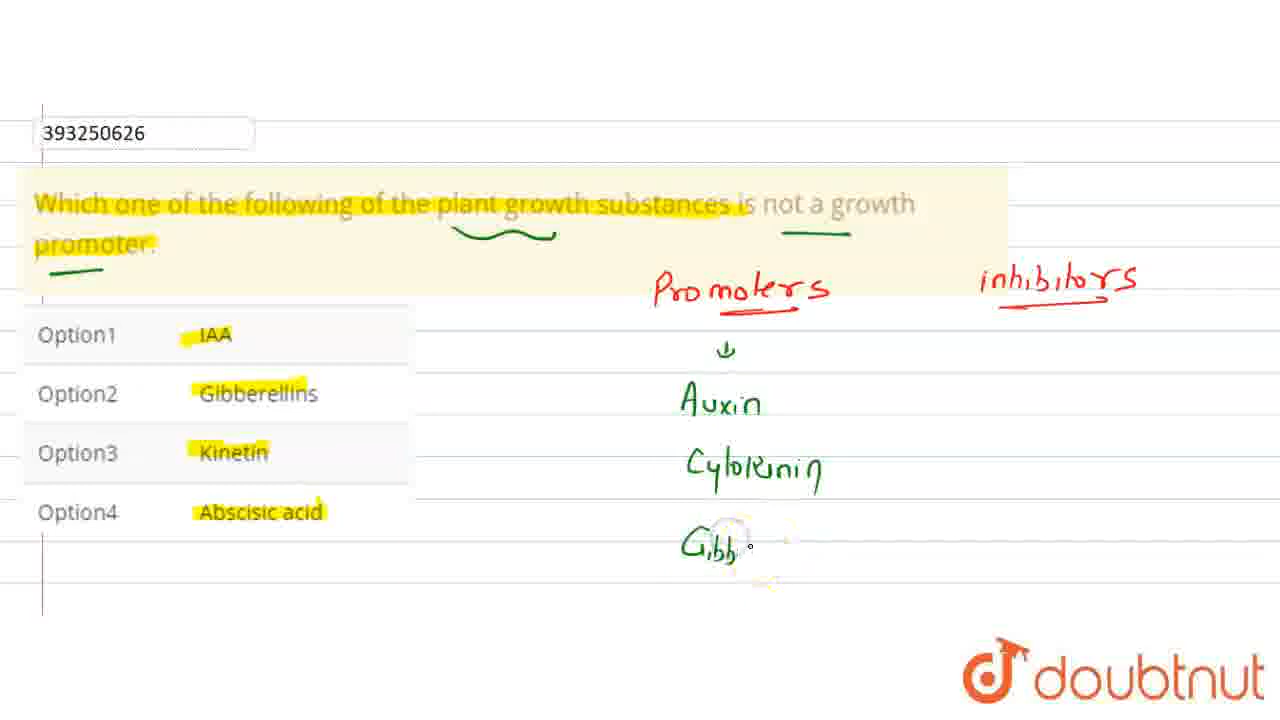 393250626
Which one of the following of the plant growth substances is not a growth
promoter.
Promoters
inhibitors
Option1 IAA
Option2 Gibberellins
Auxin
Option3 Kinetin
Cytokinin
Option4 Abscisic acid
Gibb
doubtnut